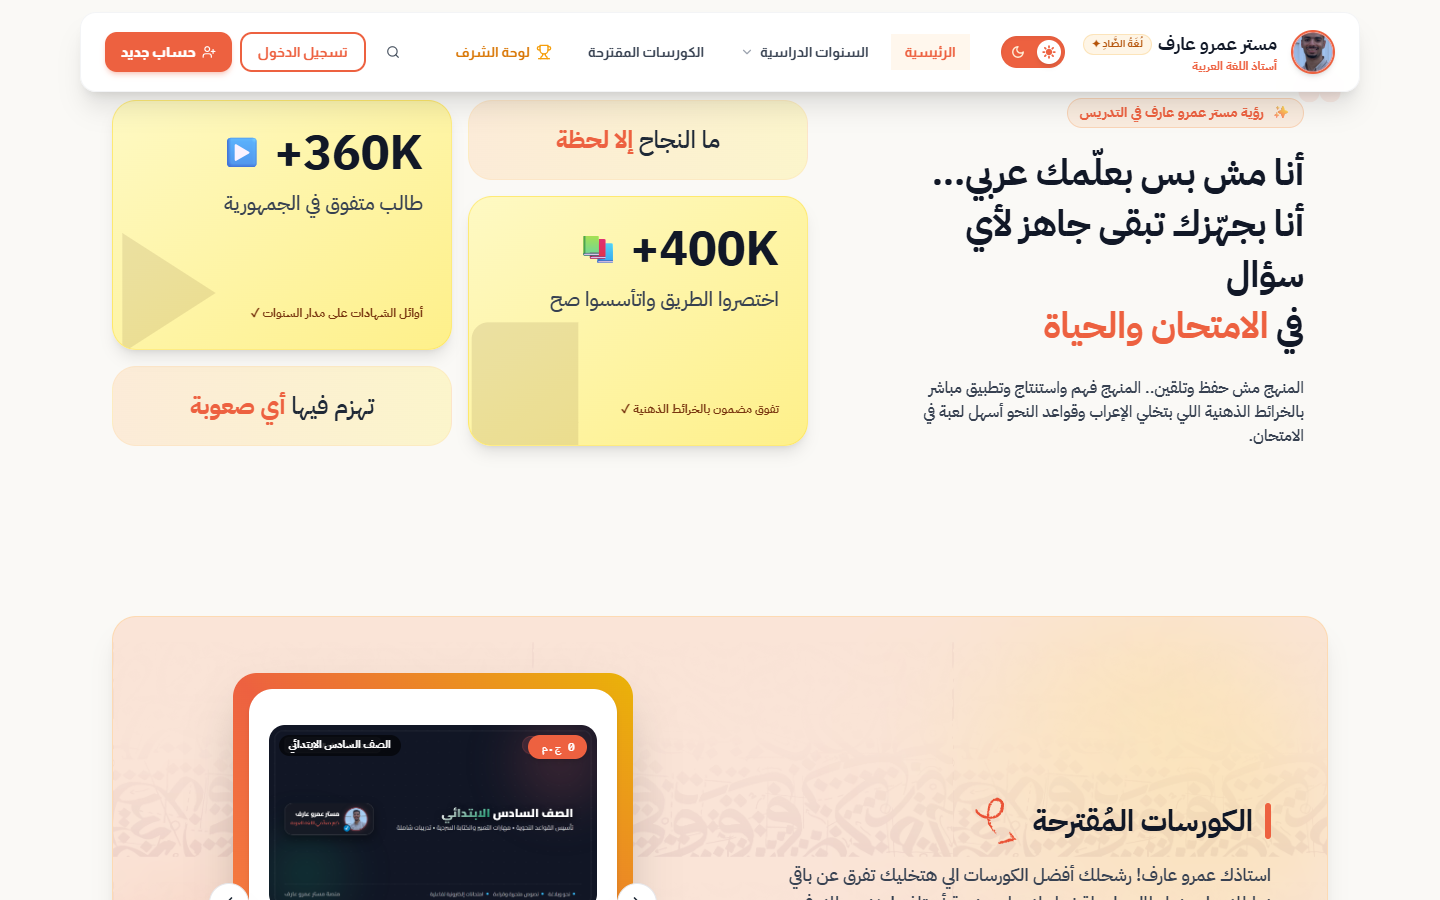 مستر عمرو عارف
لُغَةُ الضَّادِ ✦
أستاذ اللغة العربية
الرئيسية
السنوات الدراسية
الكورسات المقترحة
لوحة الشرف
تسجيل الدخول
حساب جديد
✨ رؤية مستر عمرو عارف في التدريس
أنا مش بس بعلّمك عربي...
أنا بجهّزك تبقى جاهز لأي
سؤال
في الامتحان والحياة
المنهج مش حفظ وتلقين.. المنهج فهم واستنتاج وتطبيق مباشر
بالخرائط الذهنية اللي بتخلي الإعراب وقواعد النحو أسهل لعبة في
الامتحان.
ما النجاح إلا لحظة
+400K
اختصروا الطريق واتأسسوا صح
تفوق مضمون بالخرائط الذهنية ✓
+360K
طالب متفوق في الجمهورية
أوائل الشهادات على مدار السنوات ✓
تهزم فيها أي صعوبة
الكورسات المُقترحة
استاذك عمرو عارف! رشحلك أفضل الكورسات الي هتخليك تفرق عن باقي
0 ج.م
الصف السادس الابتدائي
الصف السادس الابتدائي
مستر عمرو عارف